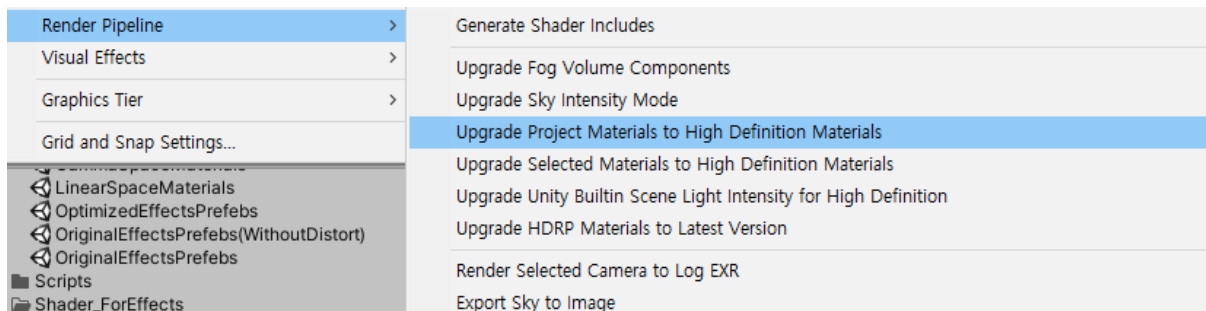 Render Pipeline >
Visual Effects >
Graphics Tier >
Grid and Snap Settings...
LinearSpaceMaterials
OptimizedEffectsPrefebs
OriginalEffectsPrefebs(WithoutDistort)
OriginalEffectsPrefebs
Scripts
Shader_ForEffects
Generate Shader Includes
Upgrade Fog Volume Components
Upgrade Sky Intensity Mode
Upgrade Project Materials to High Definition Materials
Upgrade Selected Materials to High Definition Materials
Upgrade Unity Builtin Scene Light Intensity for High Definition
Upgrade HDRP Materials to Latest Version
Render Selected Camera to Log EXR
Export Sky to Image